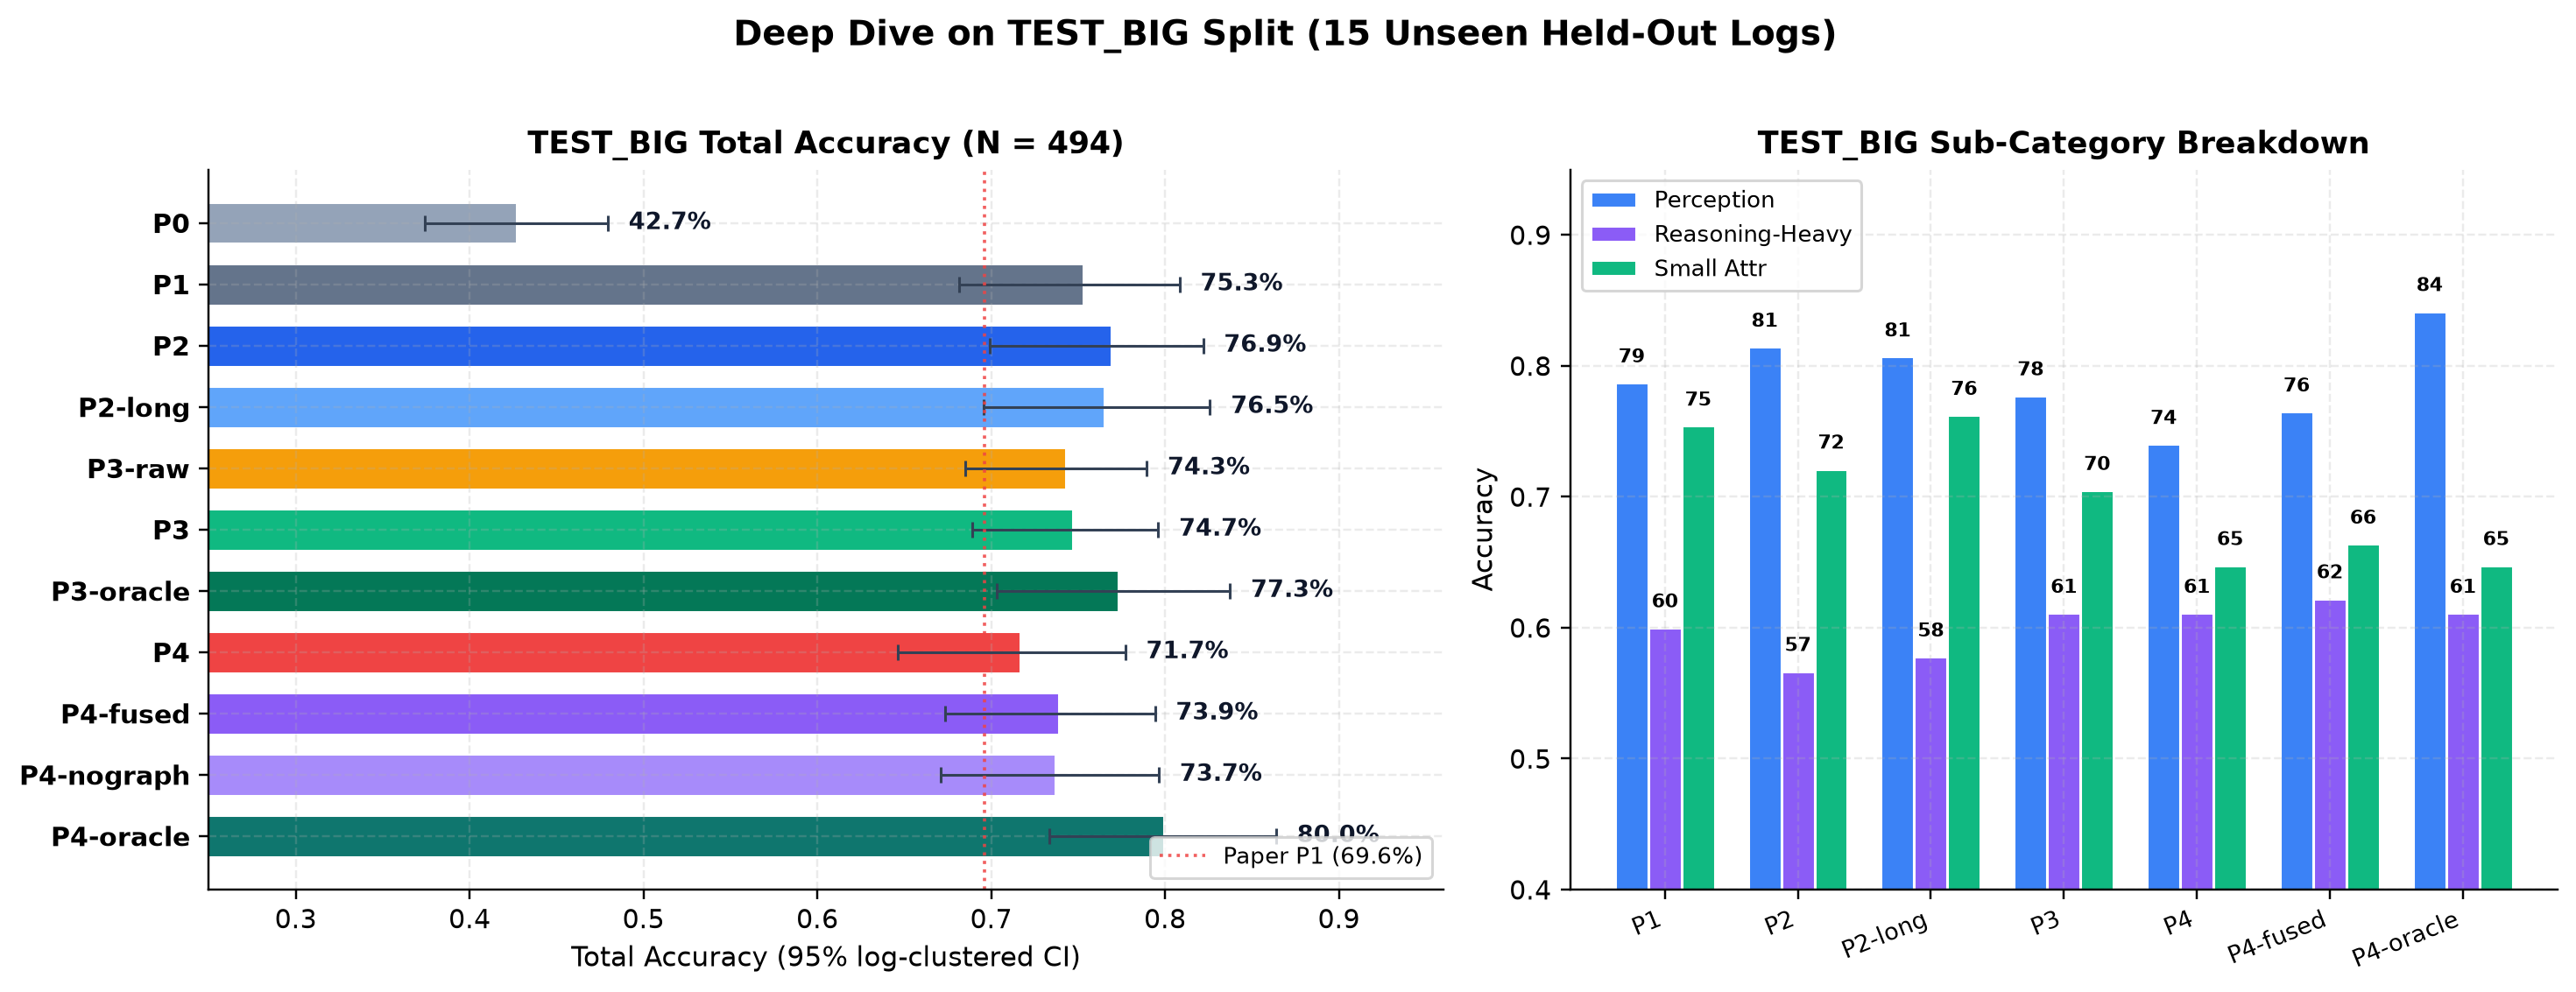 Deep Dive on TEST_BIG Split (15 Unseen Held-Out Logs)
TEST_BIG Total Accuracy (N = 494)
P0
42.7%
P1
75.3%
P2
76.9%
P2-long
76.5%
P3-raw
74.3%
P3
74.7%
P3-oracle
77.3%
P4
71.7%
P4-fused
73.9%
P4-nograph
73.7%
P4-oracle
80.0%
Paper P1 (69.6%)
0.3 0.4 0.5 0.6 0.7 0.8 0.9
Total Accuracy (95% log-clustered CI)
TEST_BIG Sub-Category Breakdown
Perception
Reasoning-Heavy
Small Attr
Accuracy
0.9
0.8
0.7
0.6
0.5
0.4
79 60 75
81 57 72
81 58 76
78 61 70
74 61 65
76 62 66
84 61 65
P1 P2 P2-long P3 P4 P4-fused P4-oracle